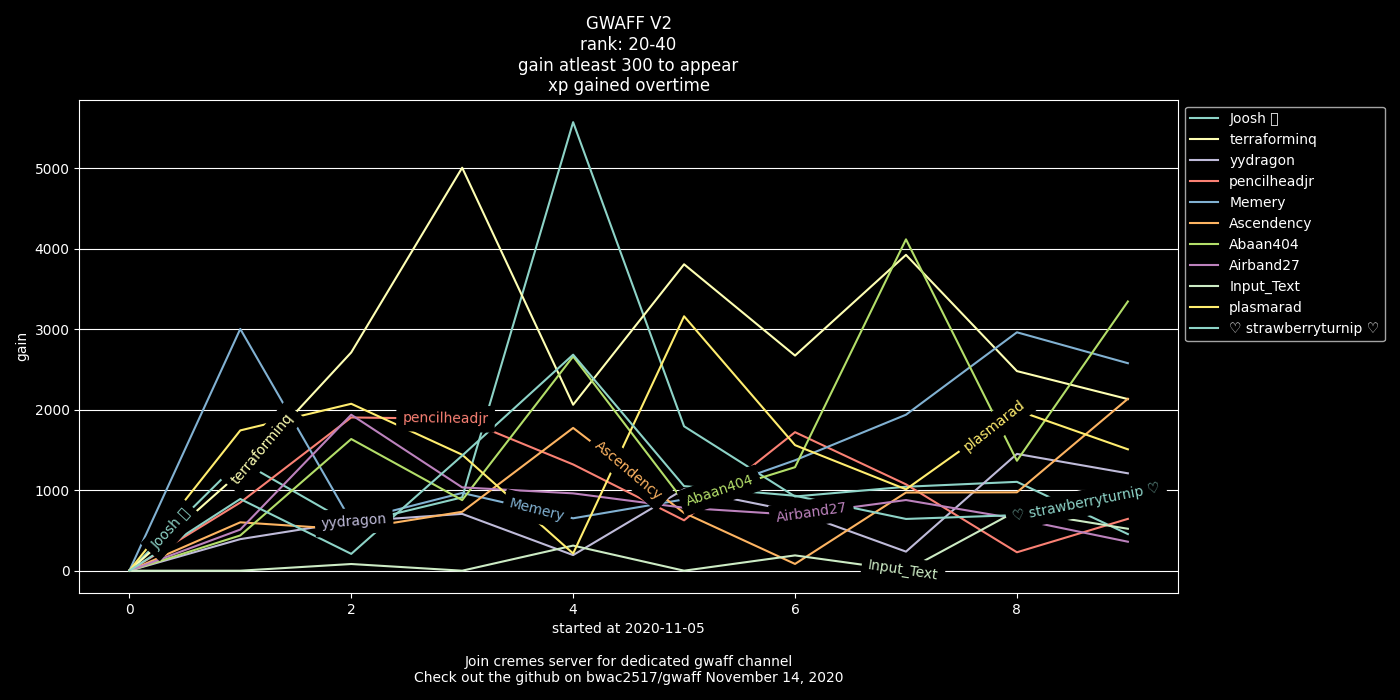 GWAFF V2
rank: 20-40
gain atleast 300 to appear
xp gained overtime
gain
5000
4000
3000
2000
1000
0
0 2 4 6 8
started at 2020-11-05
Join cremes server for dedicated gwaff channel
Check out the github on bwac2517/gwaff November 14, 2020
Joosh
terraforminq
yydragon
pencilheadjr
Memery
Ascendency
Abaan404
Airband27
Input_Text
plasmarad
♡ strawberryturnip ♡
Joosh
terraforminq
yydragon
pencilheadjr
Memery
Ascendency
Abaan404
Airband27
Input_Text
plasmarad
♡ strawberryturnip ♡